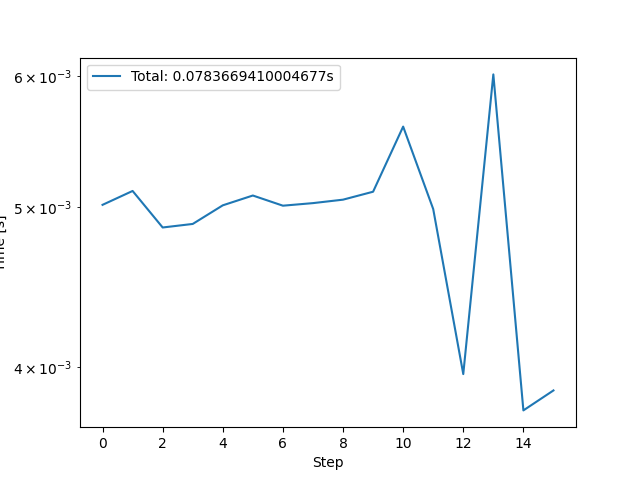 Total: 0.0783669410004677s
6 × 10⁻³
5 × 10⁻³
4 × 10⁻³
Time [s]
0 2 4 6 8 10 12 14
Step